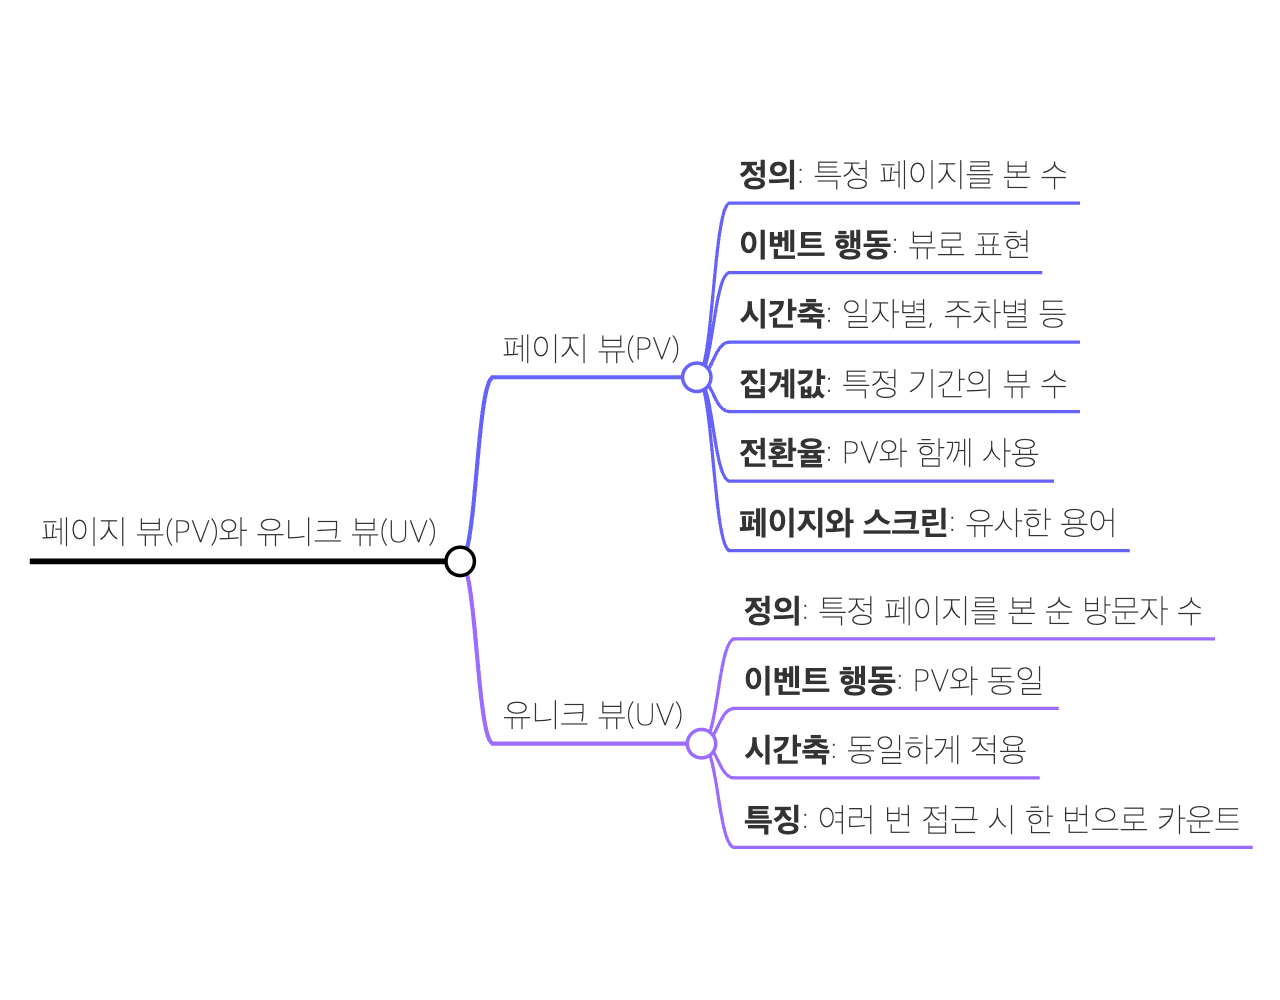 페이지 뷰(PV)와 유니크 뷰(UV)
페이지 뷰(PV)
정의: 특정 페이지를 본 수
이벤트 행동: 뷰로 표현
시간축: 일자별, 주차별 등
집계값: 특정 기간의 뷰 수
전환율: PV와 함께 사용
페이지와 스크린: 유사한 용어
유니크 뷰(UV)
정의: 특정 페이지를 본 순 방문자 수
이벤트 행동: PV와 동일
시간축: 동일하게 적용
특징: 여러 번 접근 시 한 번으로 카운트